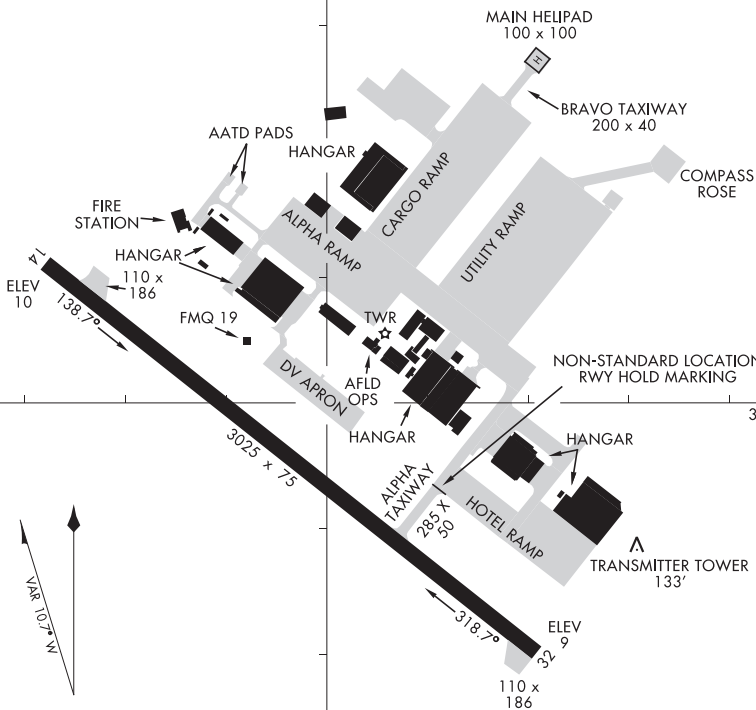 MAIN HELIPAD
100 x 100
H
BRAVO TAXIWAY
200 x 40
AATD PADS
HANGAR
CARGO RAMP
COMPASS
ROSE
FIRE
STATION
ALPHA RAMP
UTILITY RAMP
HANGAR
14
ELEV
10
110 x
186
138.7°
FMQ 19
TWR
DV APRON
AFLD
OPS
NON-STANDARD LOCATION
RWY HOLD MARKING
HANGAR
3
3025 x 75
HANGAR
ALPHA
TAXIWAY
285 X
50
HOTEL RAMP
TRANSMITTER TOWER
133'
VAR 10.7° W
318.7°
ELEV
9
32
110 x
186